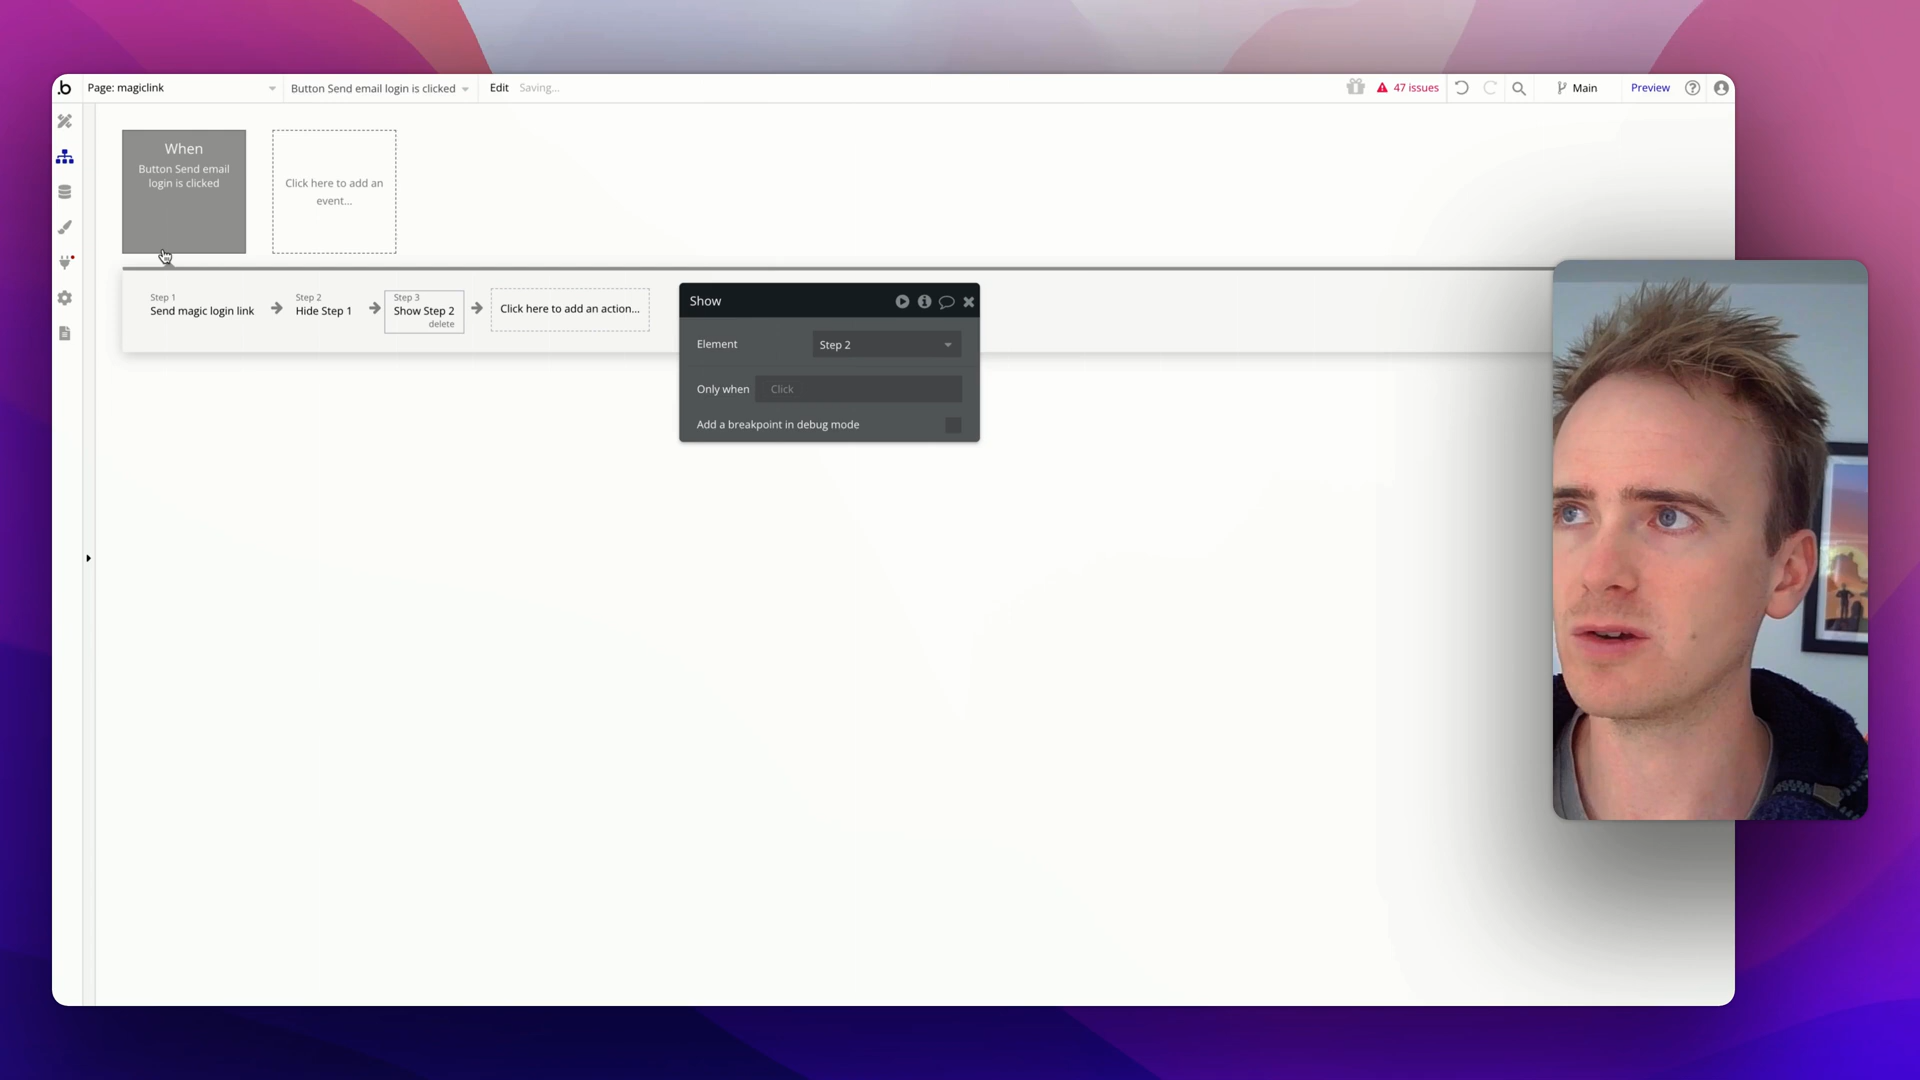 .b Page: magiclink Button Send email login is clicked Edit Saving... 47 issues Main Preview
When
Button Send email
login is clicked
Click here to add an
event...
Step 1
Send magic login link
Step 2
Hide Step 1
Step 3
Show Step 2
delete
Click here to add an action...
Show
Element Step 2
Only when Click
Add a breakpoint in debug mode